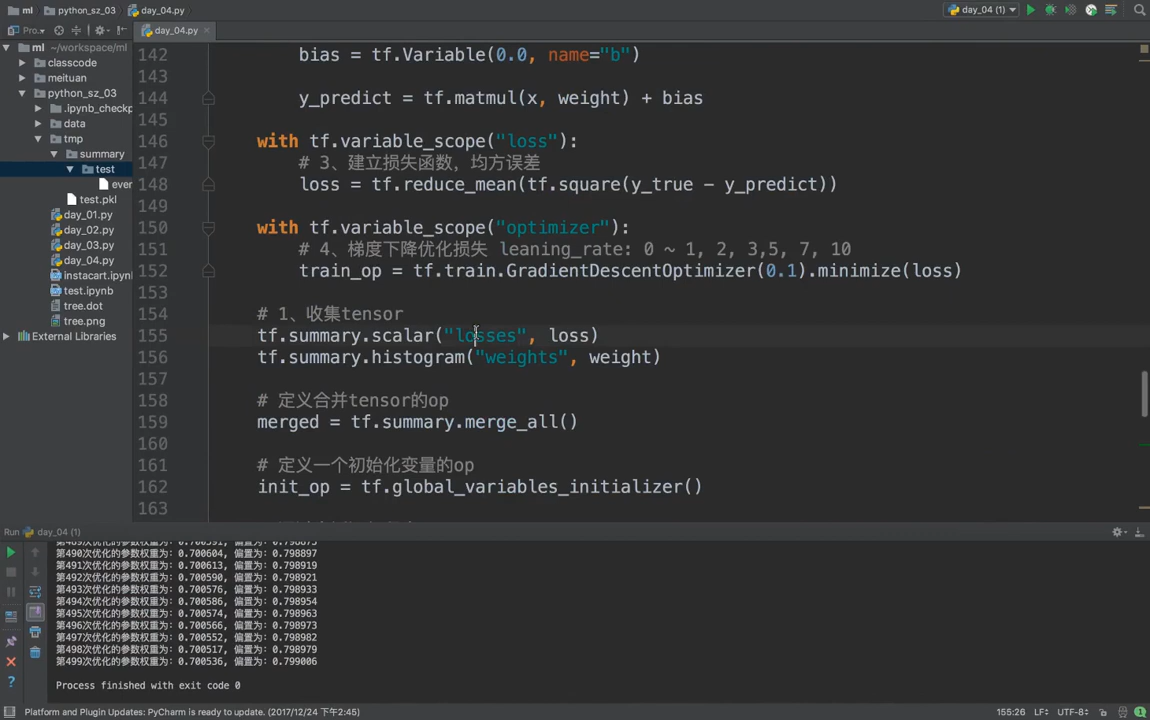 ml python_sz_03 day_04.py
day_04 (1)
Pro..
day_04.py
ml ~/workspace/ml
classcode
meituan
python_sz_03
.ipynb_checkp
data
tmp
summary
test
ever
test.pkl
day_01.py
day_02.py
day_03.py
day_04.py
instacart.ipynl
test.ipynb
tree.dot
tree.png
External Libraries
142 bias = tf.Variable(0.0, name="b")
143
144 y_predict = tf.matmul(x, weight) + bias
145
146 with tf.variable_scope("loss"):
147 # 3、建立损失函数，均方误差
148 loss = tf.reduce_mean(tf.square(y_true - y_predict))
149
150 with tf.variable_scope("optimizer"):
151 # 4、梯度下降优化损失 leaning_rate: 0 ~ 1, 2, 3,5, 7, 10
152 train_op = tf.train.GradientDescentOptimizer(0.1).minimize(loss)
153
154 # 1、收集tensor
155 tf.summary.scalar("losses", loss)
156 tf.summary.histogram("weights", weight)
157
158 # 定义合并tensor的op
159 merged = tf.summary.merge_all()
160
161 # 定义一个初始化变量的op
162 init_op = tf.global_variables_initializer()
163
Run day_04 (1)
第490次优化的参数权重为：0.700604, 偏置为：0.798897
第491次优化的参数权重为：0.700613, 偏置为：0.798919
第492次优化的参数权重为：0.700590, 偏置为：0.798921
第493次优化的参数权重为：0.700576, 偏置为：0.798933
第494次优化的参数权重为：0.700586, 偏置为：0.798954
第495次优化的参数权重为：0.700574, 偏置为：0.798963
第496次优化的参数权重为：0.700566, 偏置为：0.798973
第497次优化的参数权重为：0.700552, 偏置为：0.798982
第498次优化的参数权重为：0.700517, 偏置为：0.798979
第499次优化的参数权重为：0.700536, 偏置为：0.799006
Process finished with exit code 0
Platform and Plugin Updates: PyCharm is ready to update. (2017/12/24 下午2:45)
155:26 LF÷ UTF-8÷